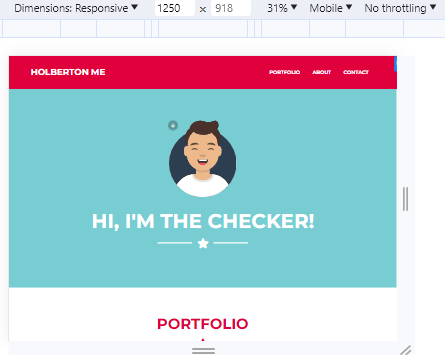 Dimensions: Responsive ▼ 1250 x 918 31% ▼ Mobile ▼ No throttling ▼
HOLBERTON ME PORTFOLIO ABOUT CONTACT
HI, I'M THE CHECKER!
PORTFOLIO